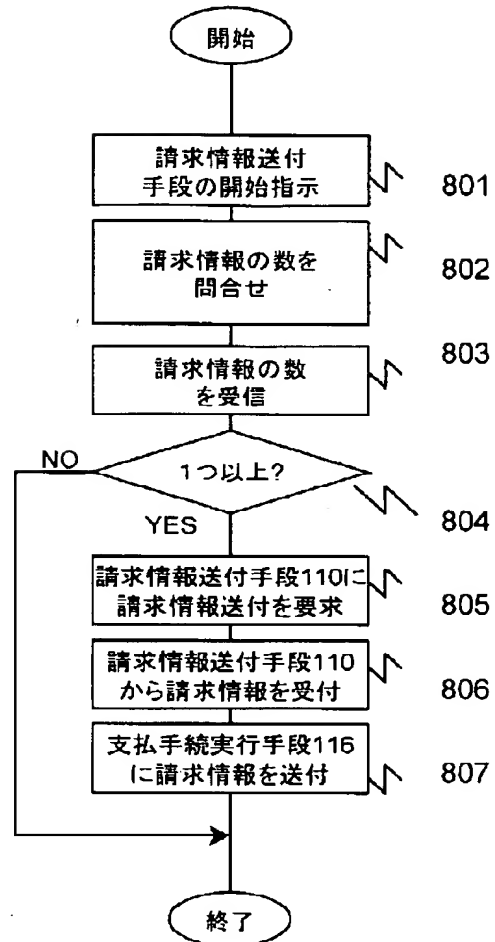 開始
請求情報送付
手段の開始指示
801
請求情報の数を
問合せ
802
請求情報の数
を受信
803
1つ以上?
NO
YES
804
請求情報送付手段110に
請求情報送付を要求
805
請求情報送付手段110
から請求情報を受付
806
支払手続実行手段116
に請求情報を送付
807
終了